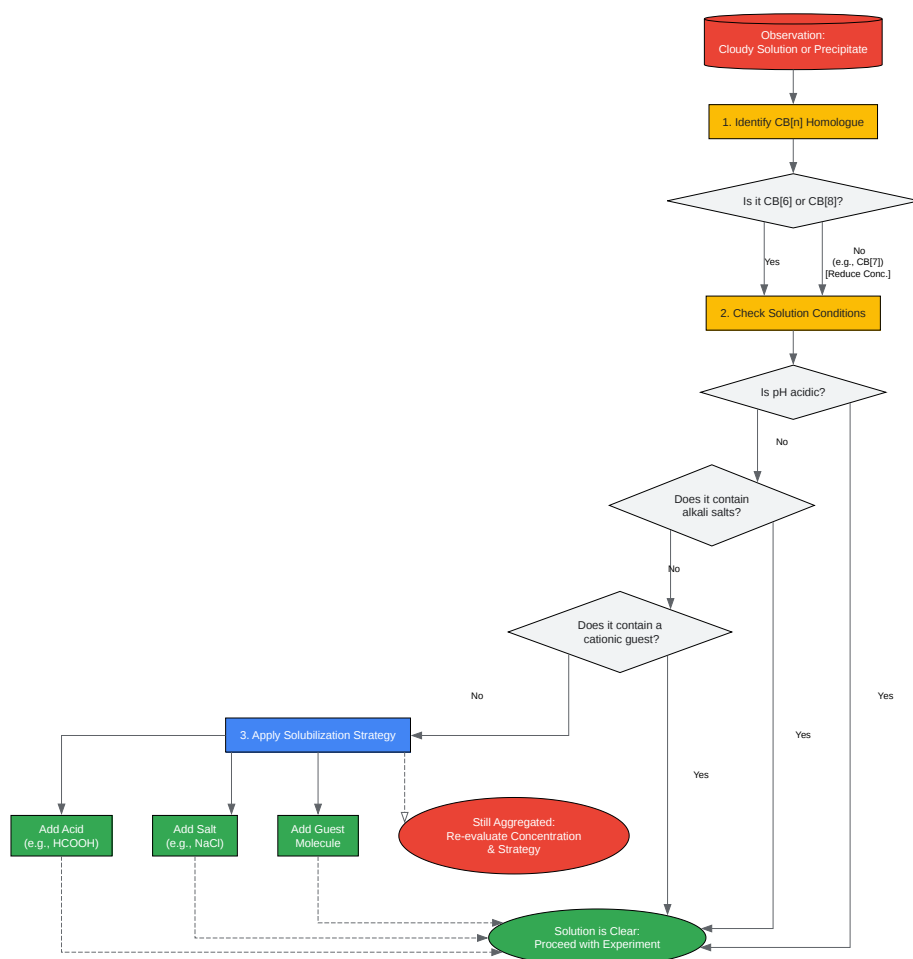 Observation:
Cloudy Solution or Precipitate
1. Identify CB[n] Homologue
Is it CB[6] or CB[8]?
Yes
No
(e.g., CB[7])
[Reduce Conc.]
2. Check Solution Conditions
Is pH acidic?
No
Does it contain
alkali salts?
No
Does it contain a
cationic guest?
No
Yes
Yes
Yes
3. Apply Solubilization Strategy
Add Acid
(e.g., HCOOH)
Add Salt
(e.g., NaCl)
Add Guest
Molecule
Still Aggregated:
Re-evaluate Concentration
& Strategy
Solution is Clear:
Proceed with Experiment